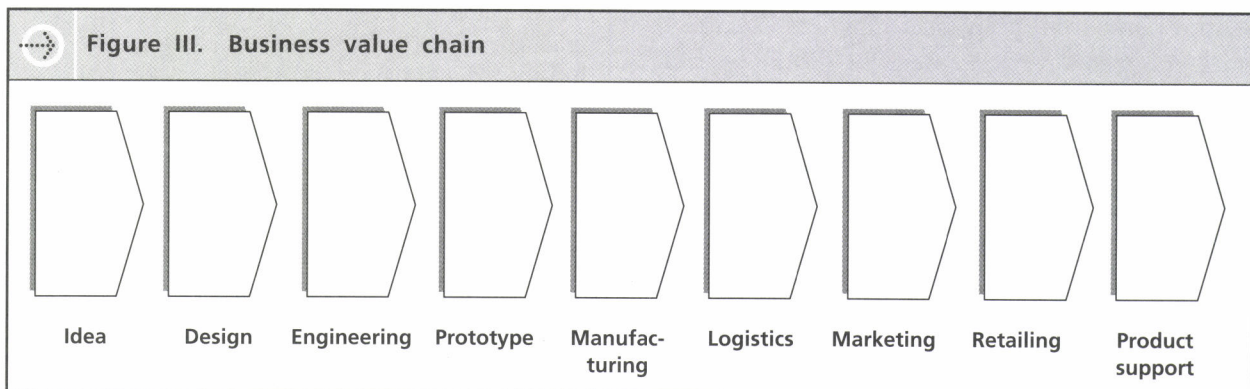 Figure III. Business value chain
Idea Design Engineering Prototype Manufac- Logistics Marketing Retailing Product
turing support